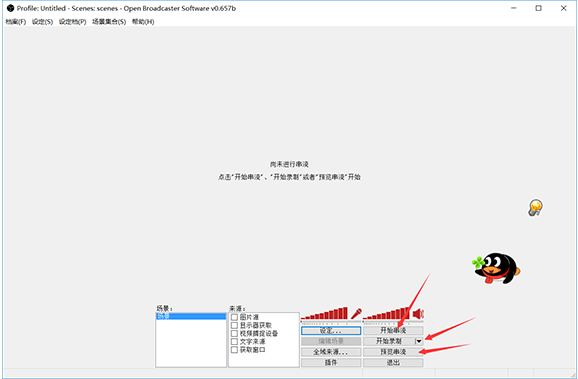 Profile: Untitled - Scenes: scenes - Open Broadcaster Software v0.657b
档案(F) 设定(S) 设定档(P) 场景集合(S) 帮助(H)
尚未进行串流
点击"开始串流"、"开始录制"或者"预览串流"开始
场景: 来源:
场景
图片源
显示器获取
视频捕捉设备
文字来源
获取窗口
设定... 开始串流
编辑场景 开始录制
全域来源... 预览串流
插件 退出